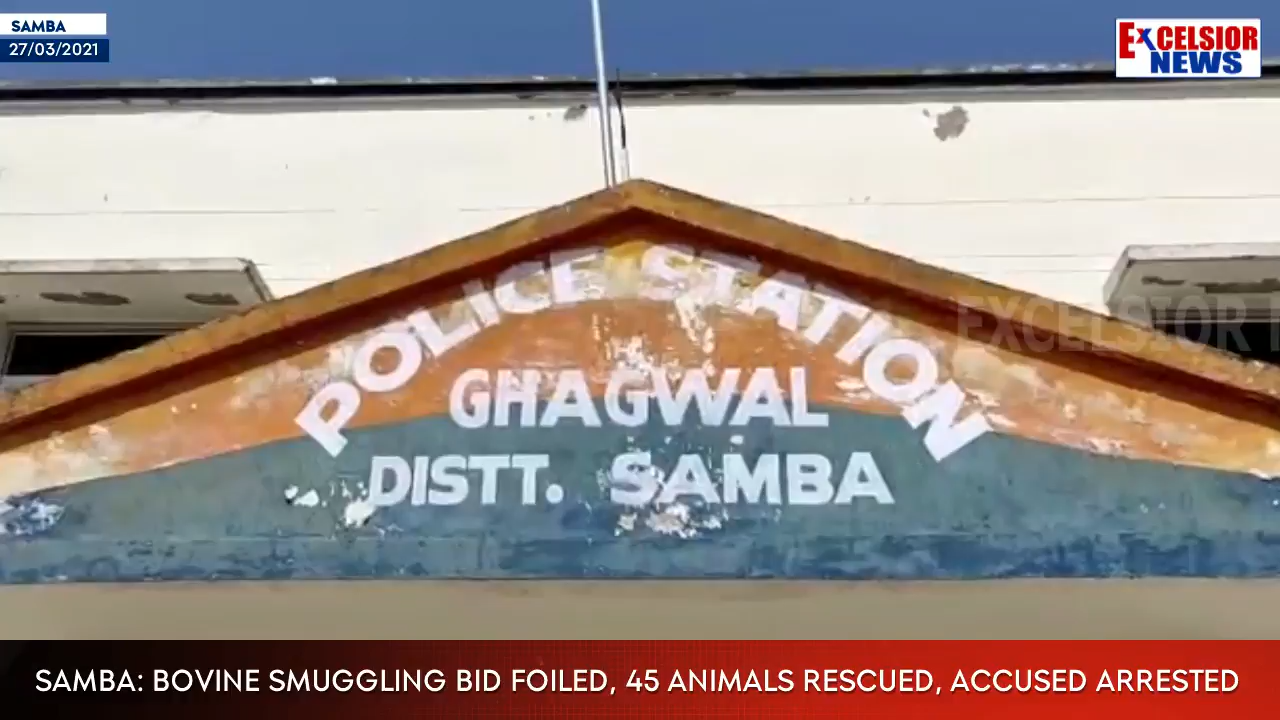 SAMBA
27/03/2021
EXCELSIOR
NEWS
POLICE STATION
EXCELSIOR
GHAGWAL
DISTT. SAMBA
SAMBA: BOVINE SMUGGLING BID FOILED, 45 ANIMALS RESCUED, ACCUSED ARRESTED